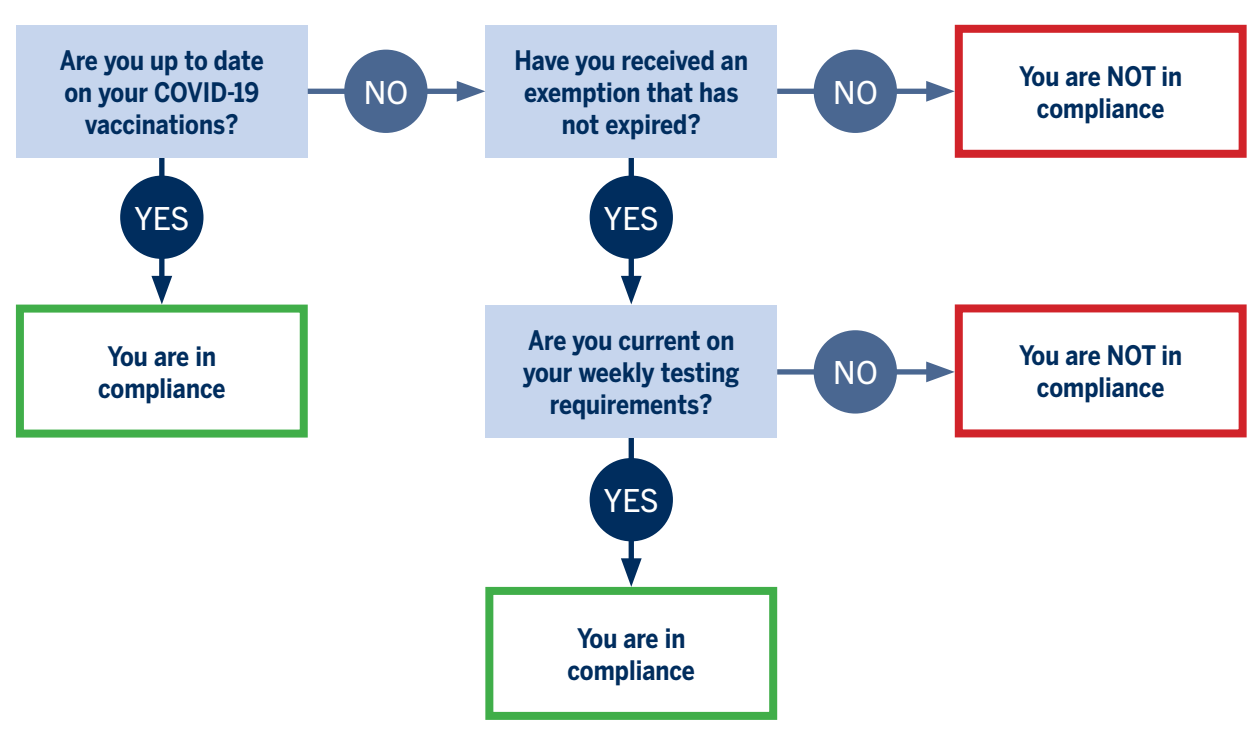 Are you up to date
on your COVID-19
vaccinations?
NO
Have you received an
exemption that has
not expired?
NO
You are NOT in
compliance
YES
YES
You are in
compliance
Are you current on
your weekly testing
requirements?
NO
You are NOT in
compliance
YES
You are in
compliance